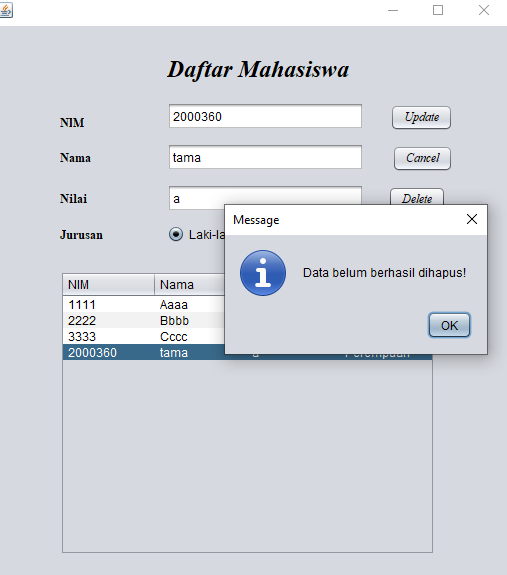 Daftar Mahasiswa
NIM 2000360 Update
Nama tama Cancel
Nilai a Delete
Jurusan Laki-la
Message
Data belum berhasil dihapus!
OK
NIM Nama
1111 Aaaa
2222 Bbbb
3333 Cccc
2000360 tama a Perempuan